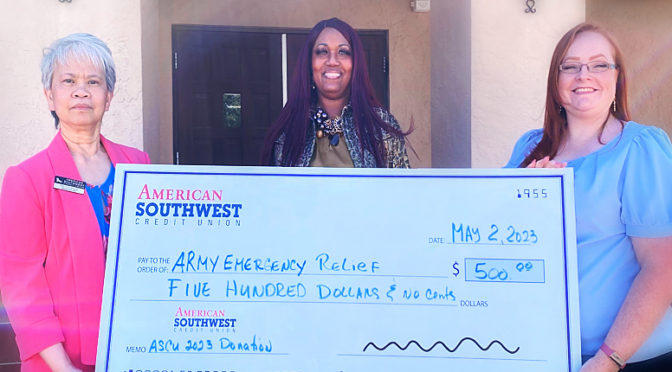 1955
AMERICAN
SOUTHWEST
CREDIT UNION
DATE: MAY 2, 2023
PAY TO THE
ORDER OF: ARMY EMERGENCY RELIEF $ 500.00
FIVE HUNDRED DOLLARS & NO CENTS DOLLARS
AMERICAN
SOUTHWEST
CREDIT UNION
MEMO: ASCU 2023 Donation